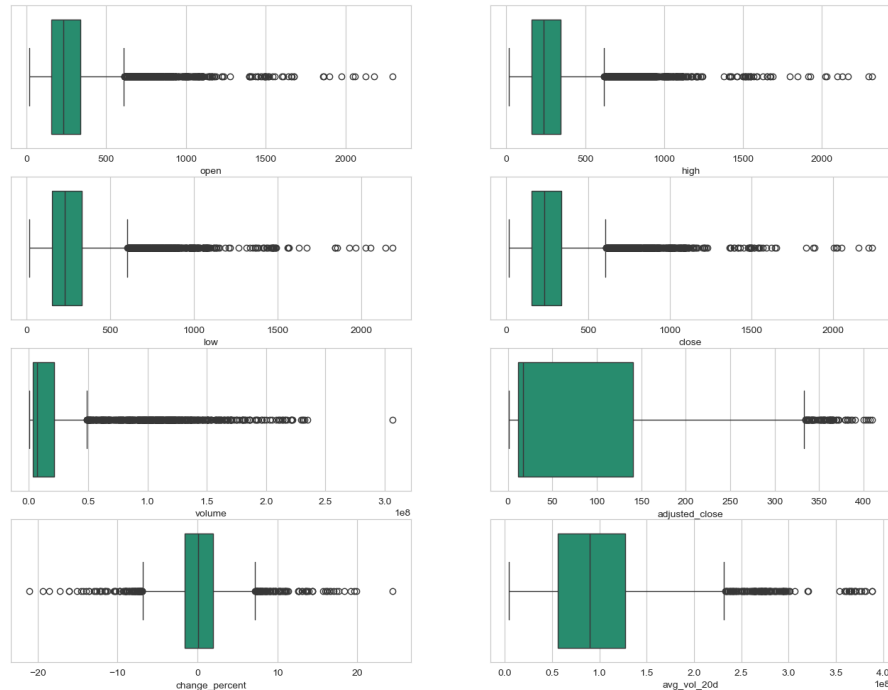 0 500 1000 1500 2000
open
0 500 1000 1500 2000
high
0 500 1000 1500 2000
low
0 500 1000 1500 2000
close
0.0 0.5 1.0 1.5 2.0 2.5 3.0
volume
1e8
0 50 100 150 200 250 300 350 400
adjusted_close
−20 −10 0 10 20
change_percent
0.0 0.5 1.0 1.5 2.0 2.5 3.0 3.5 4.0
avg_vol_20d
1e8